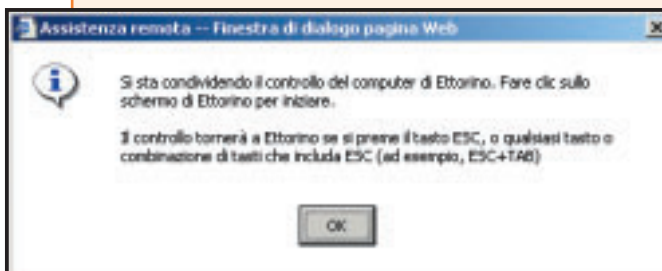 Assistenza remota -- Finestra di dialogo pagina Web
Si sta condividendo il controllo del computer di Ettorino. Fare clic sullo
schermo di Ettorino per iniziare.
Il controllo tornerà a Ettorino se si preme il tasto ESC, o qualsiasi tasto o
combinazione di tasti che includa ESC (ad esempio, ESC+TAB)
OK